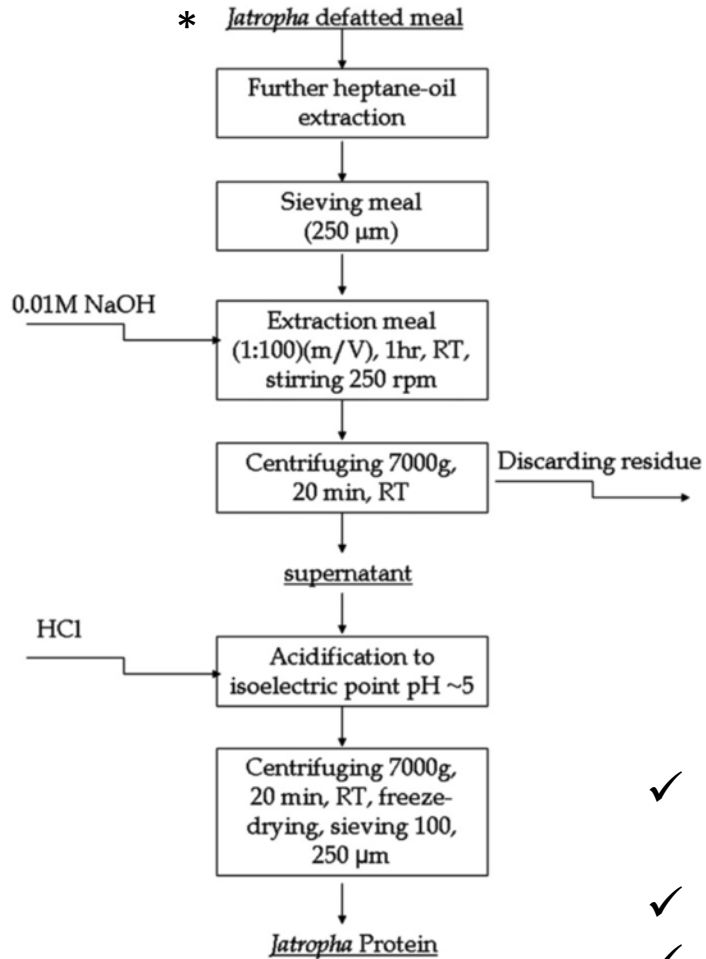 * Jatropha defatted meal
Further heptane-oil
extraction
Sieving meal
(250 µm)
0.01M NaOH
Extraction meal
(1:100)(m/V), 1hr, RT,
stirring 250 rpm
Centrifuging 7000g,
20 min, RT
Discarding residue
supernatant
HCl
Acidification to
isoelectric point pH ~5
Centrifuging 7000g,
20 min, RT, freeze-
drying, sieving 100,
250 µm
Jatropha Protein